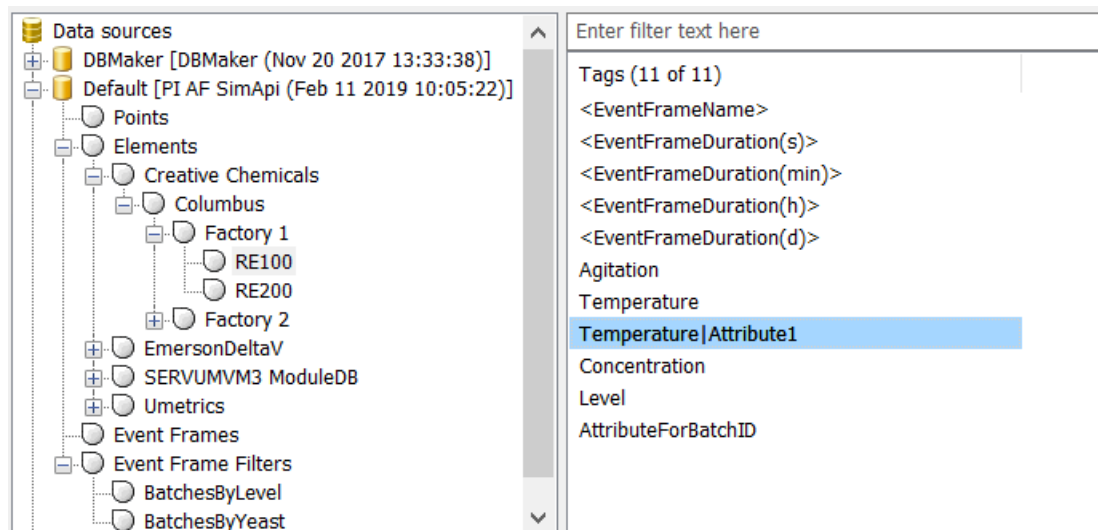 Data sources
DBMaker [DBMaker (Nov 20 2017 13:33:38)]
Default [PI AF SimApi (Feb 11 2019 10:05:22)]
Points
Elements
Creative Chemicals
Columbus
Factory 1
RE100
RE200
Factory 2
EmersonDeltaV
SERVUMVM3 ModuleDB
Umetrics
Event Frames
Event Frame Filters
BatchesByLevel
BatchesByYeast
Enter filter text here
Tags (11 of 11)
<EventFrameName>
<EventFrameDuration(s)>
<EventFrameDuration(min)>
<EventFrameDuration(h)>
<EventFrameDuration(d)>
Agitation
Temperature
Temperature|Attribute1
Concentration
Level
AttributeForBatchID